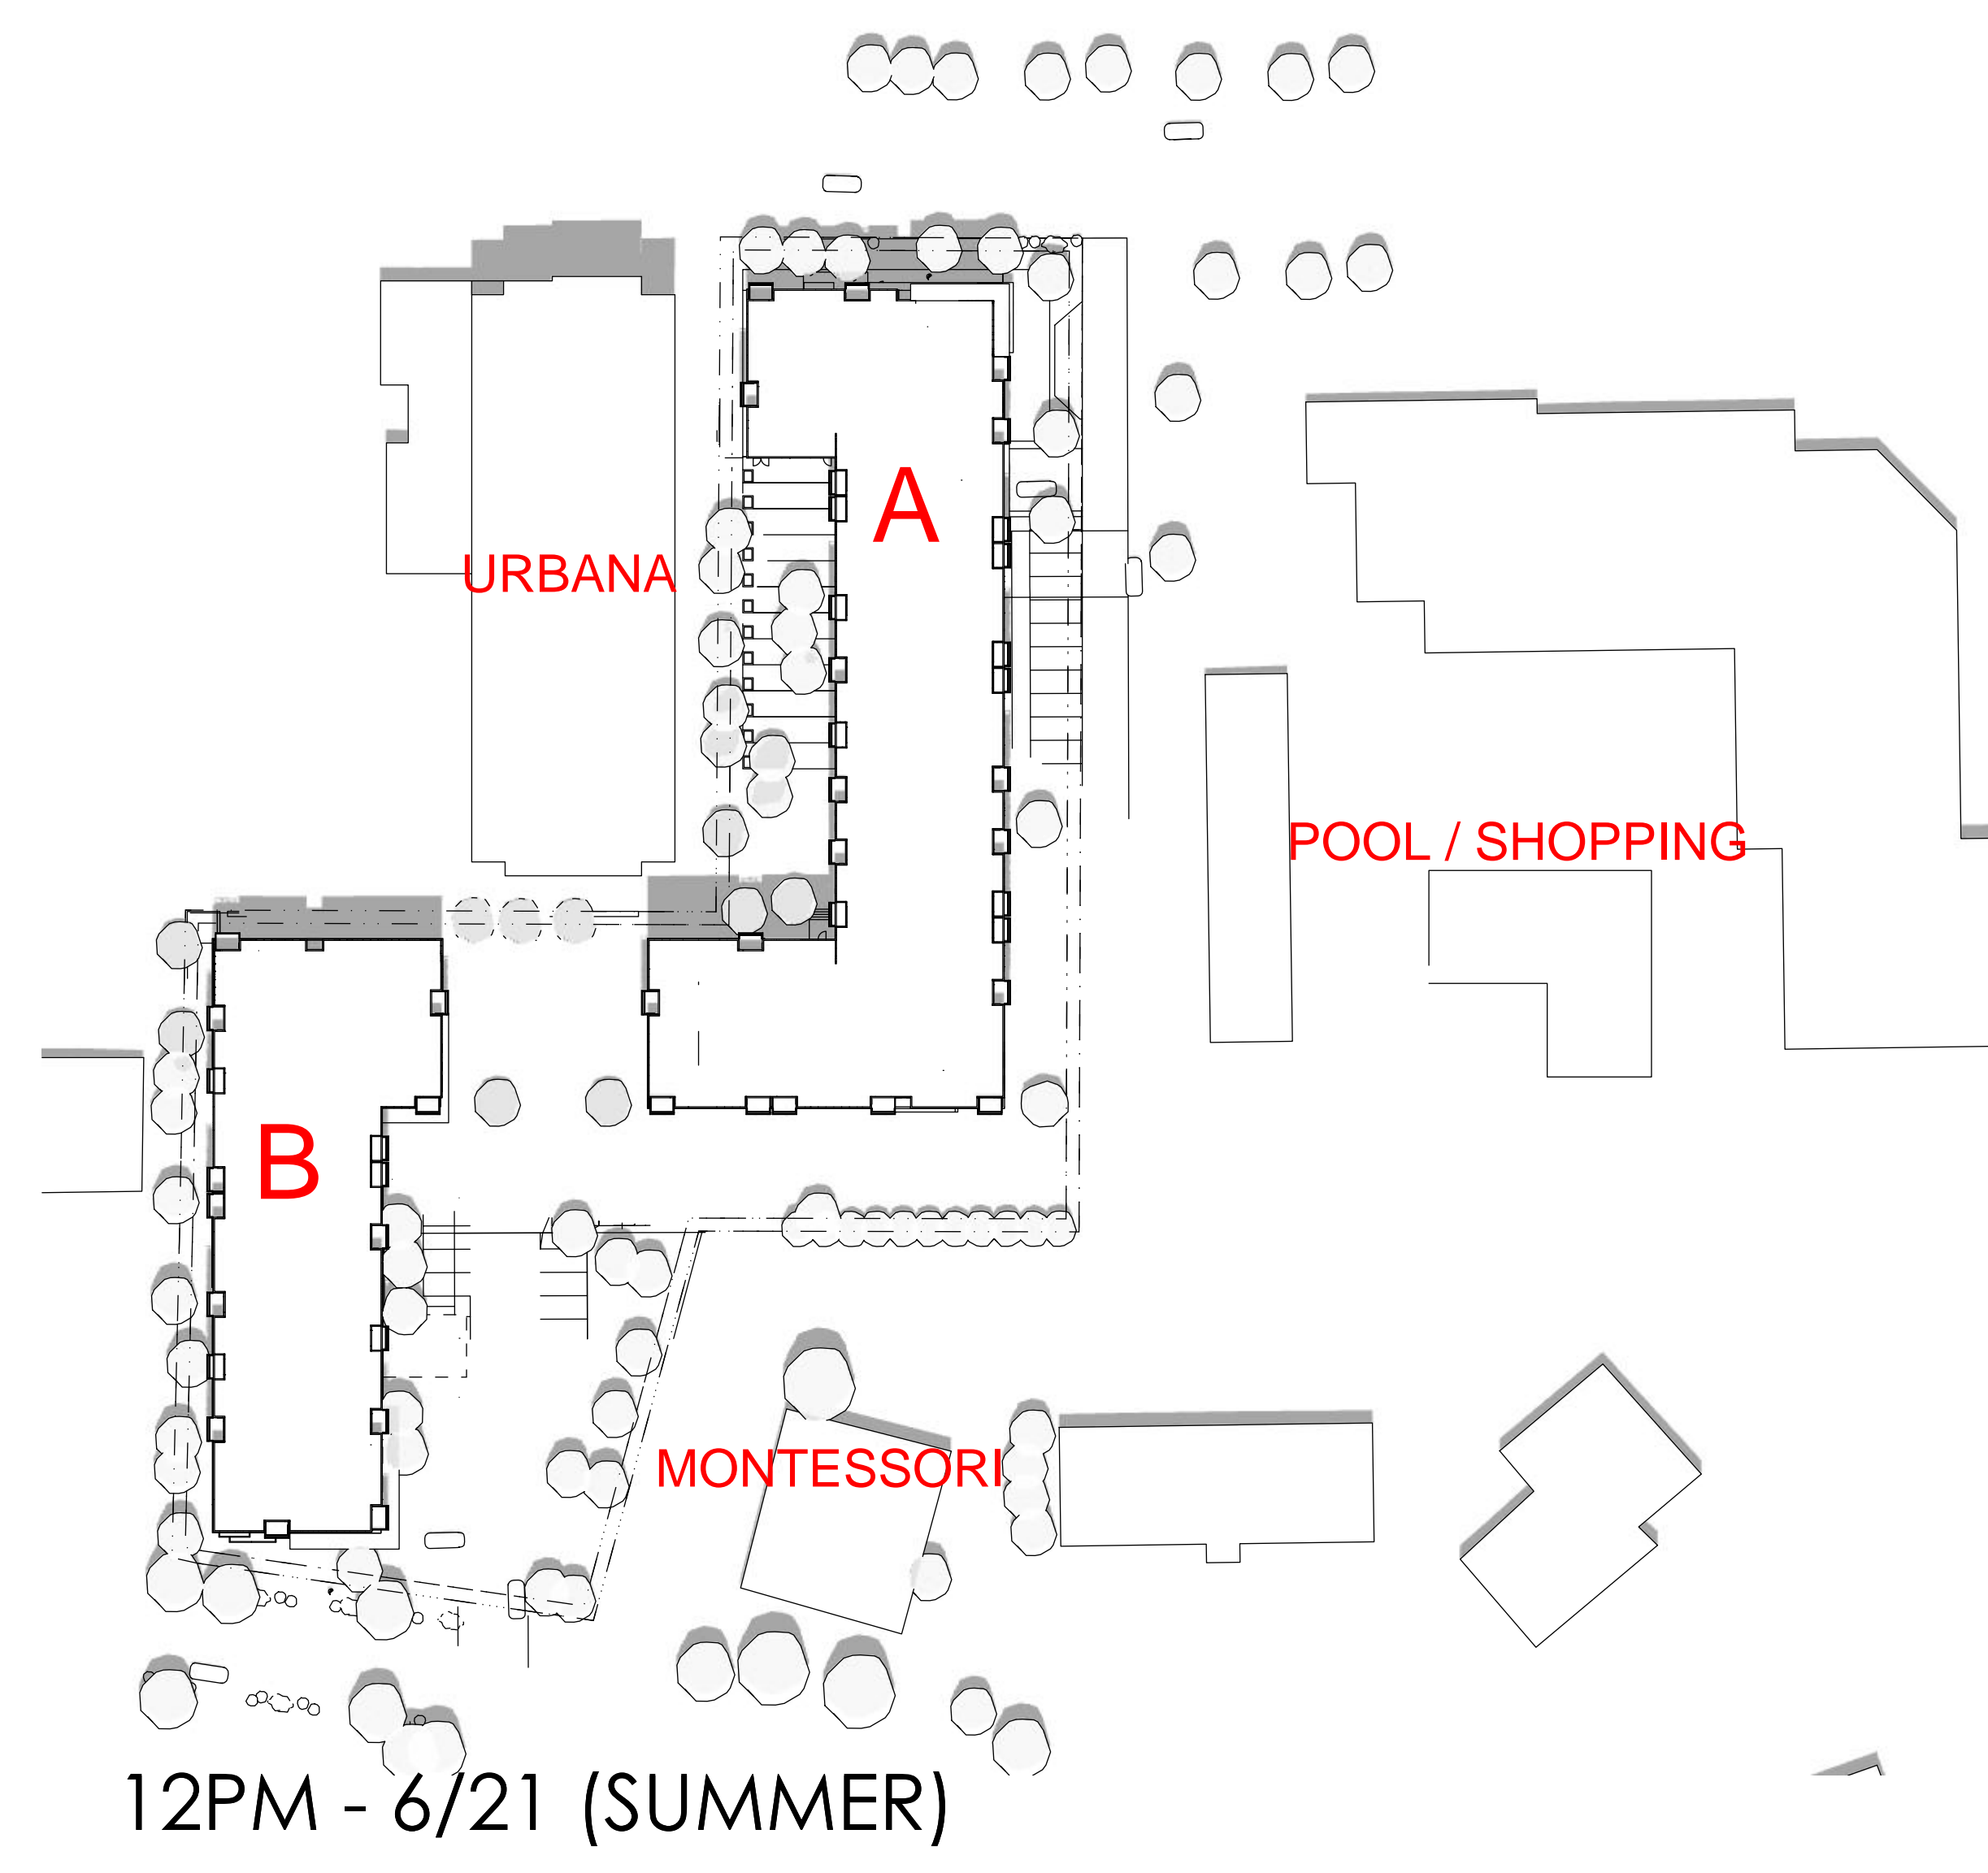 A
URBANA
POOL / SHOPPING
B
MONTESSORI
12PM - 6/21 (SUMMER)